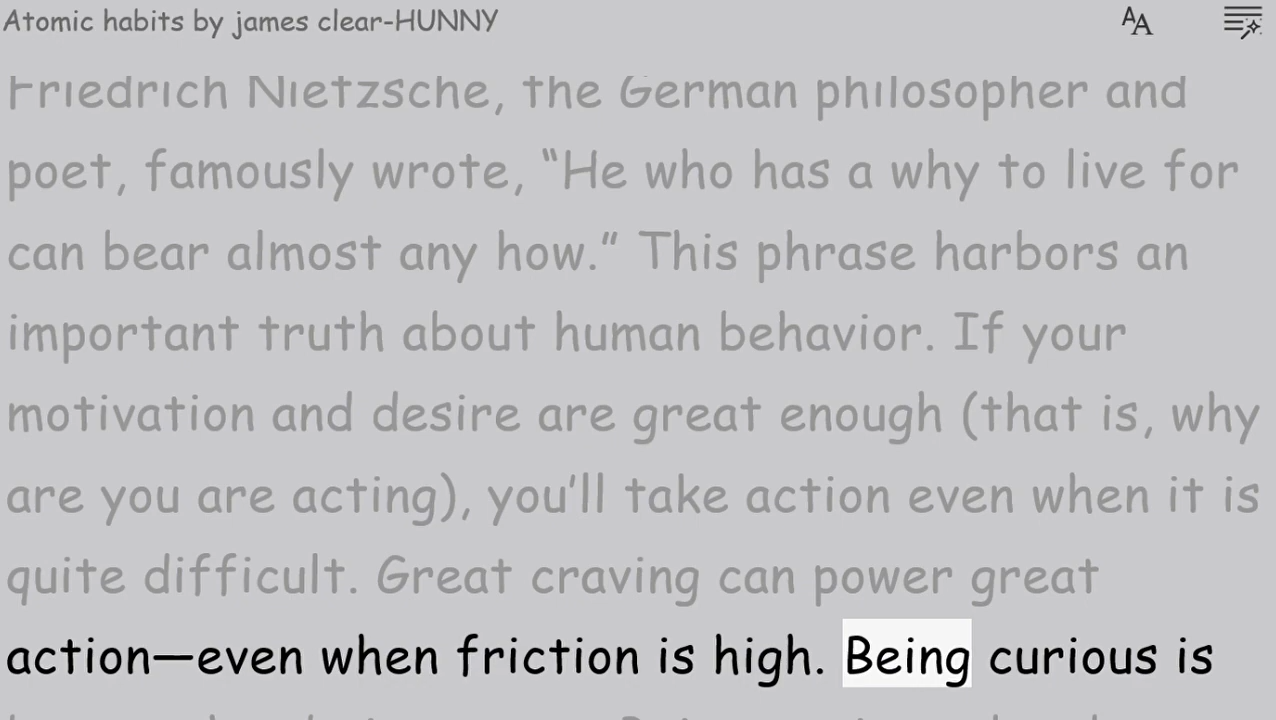 Atomic habits by james clear-HUNNY
AA
Friedrich Nietzsche, the German philosopher and
poet, famously wrote, “He who has a why to live for
can bear almost any how.” This phrase harbors an
important truth about human behavior. If your
motivation and desire are great enough (that is, why
are you are acting), you’ll take action even when it is
quite difficult. Great craving can power great
action—even when friction is high. Being curious is